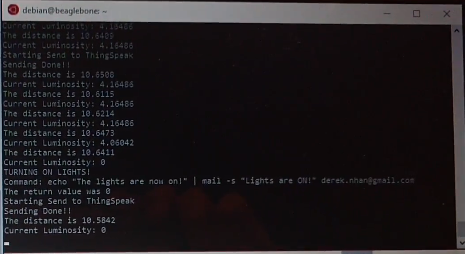 debian@beaglebone: ~
Current Luminosity: 4.16486
The distance is 10.6489
Current Luminosity: 4.16486
Starting Send to ThingSpeak
Sending Done!!
The distance is 10.6508
Current Luminosity: 4.16486
The distance is 10.6115
Current Luminosity: 4.16486
The distance is 10.6214
Current Luminosity: 4.16486
The distance is 10.6473
Current Luminosity: 4.06042
The distance is 10.6411
Current Luminosity: 0
TURNING ON LIGHTS!
Command: echo "The lights are now on!" | mail -s "Lights are ON!" derek.nhan@gmail.com
The return value was 0
Starting Send to ThingSpeak
Sending Done!!
The distance is 10.5842
Current Luminosity: 0